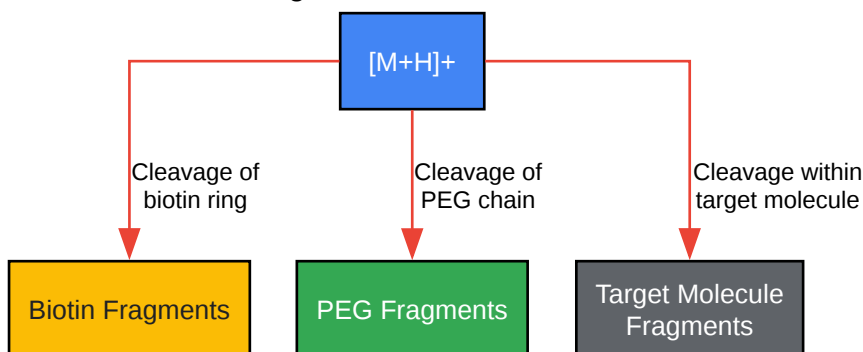 [M+H]+
Cleavage of
biotin ring
Cleavage of
PEG chain
Cleavage within
target molecule
Biotin Fragments
PEG Fragments
Target Molecule
Fragments